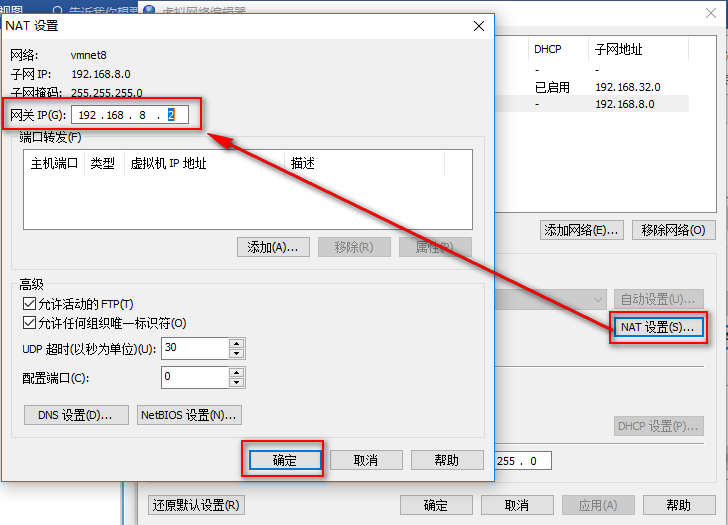 视图
告诉我你想要
虚拟网络编辑器
NAT 设置
网络: vmnet8
子网 IP: 192.168.8.0
子网掩码: 255.255.255.0
网关 IP(G): 192 .168 . 8 . 2
端口转发(F)
主机端口 类型 虚拟机 IP 地址 描述
添加(A)... 移除(R) 属性(P)
高级
允许活动的 FTP(T)
允许任何组织唯一标识符(O)
UDP 超时(以秒为单位)(U): 30
配置端口(C): 0
DNS 设置(D)... NetBIOS 设置(N)...
确定 取消 帮助
DHCP 子网地址
- -
已启用 192.168.32.0
- 192.168.8.0
添加网络(E)... 移除网络(O)
自动设置(U)...
NAT 设置(S)...
DHCP 设置(P)...
255 . 0
还原默认设置(R) 确定 取消 应用(A) 帮助